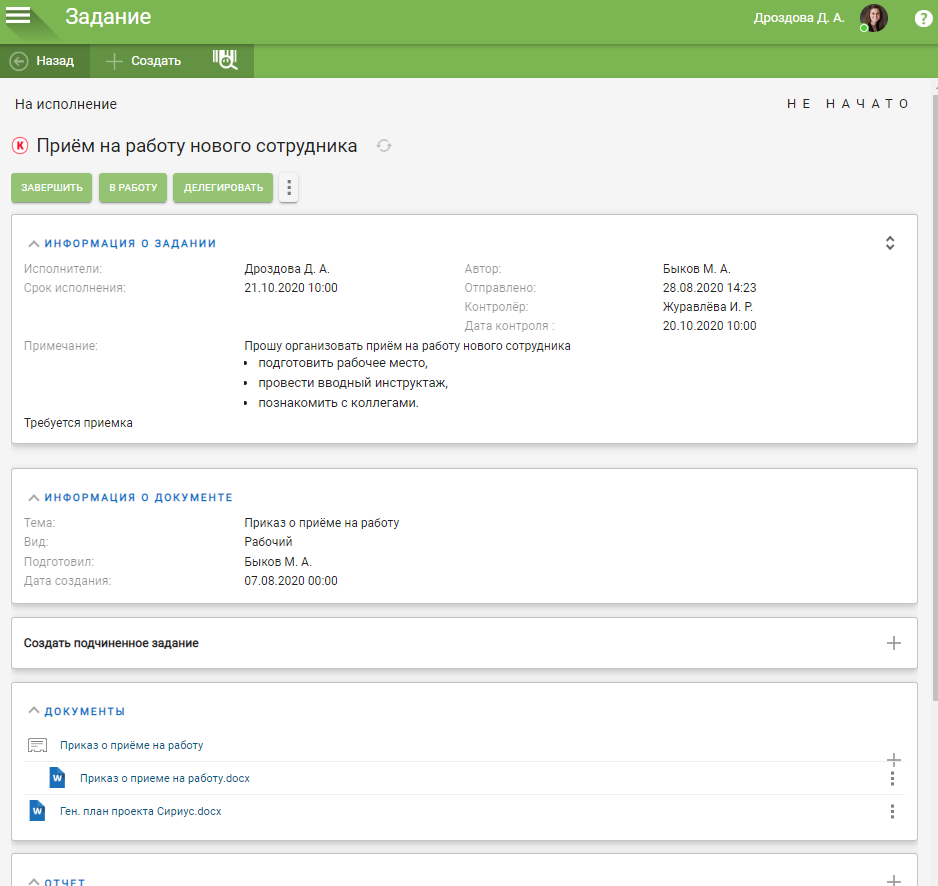 Задание
Дроздова Д. А.
?
Назад
Создать
На исполнение
НЕ НАЧАТО
К
Приём на работу нового сотрудника
ЗАВЕРШИТЬ
В РАБОТУ
ДЕЛЕГИРОВАТЬ
ИНФОРМАЦИЯ О ЗАДАНИИ
Исполнители: Дроздова Д. А. Автор: Быков М. А.
Срок исполнения: 21.10.2020 10:00 Отправлено: 28.08.2020 14:23
Контролёр: Журавлёва И. Р.
Дата контроля : 20.10.2020 10:00
Примечание: Прошу организовать приём на работу нового сотрудника
• подготовить рабочее место,
• провести вводный инструктаж,
• познакомить с коллегами.
Требуется приемка
ИНФОРМАЦИЯ О ДОКУМЕНТЕ
Тема: Приказ о приёме на работу
Вид: Рабочий
Подготовил: Быков М. А.
Дата создания: 07.08.2020 00:00
Создать подчиненное задание
ДОКУМЕНТЫ
Приказ о приёме на работу
W Приказ о приеме на работу.docx
W Ген. план проекта Сириус.docx
ОТЧЕТ